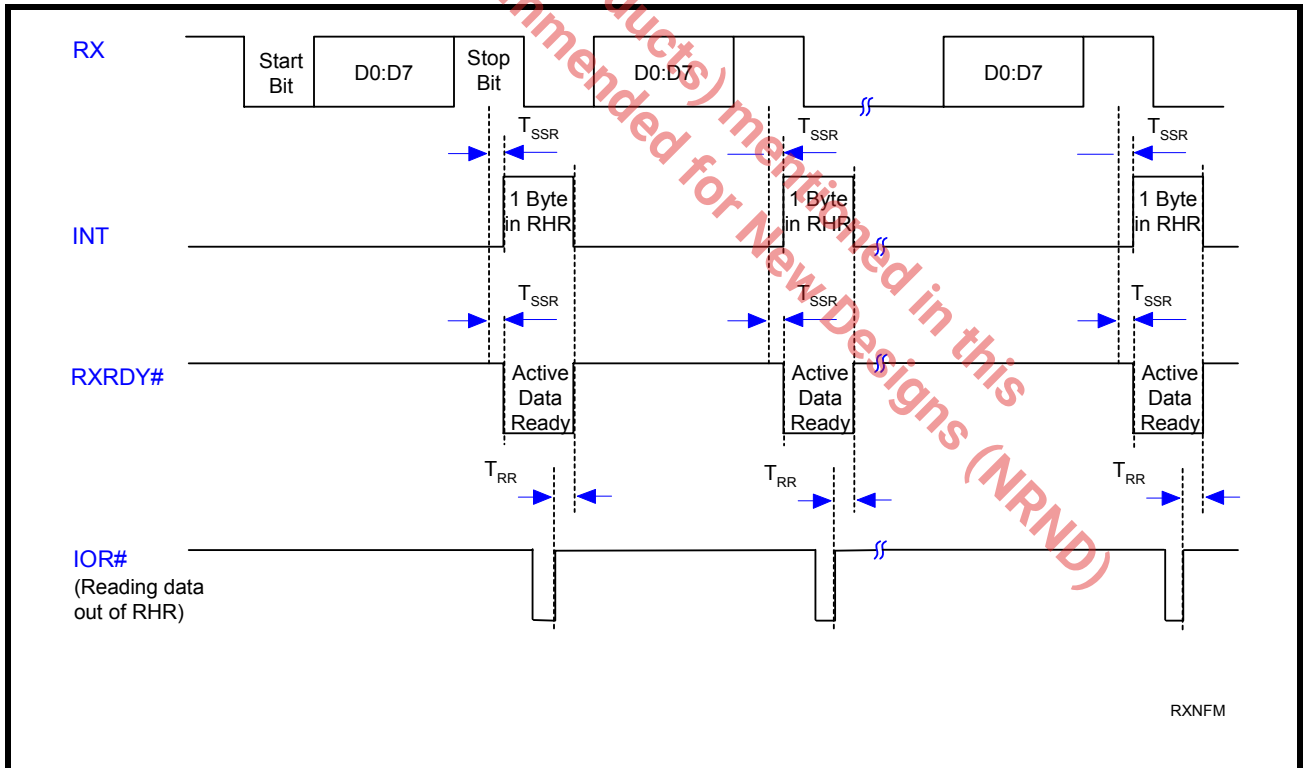 RX
Start
Bit
D0:D7
Stop
Bit
D0:D7
D0:D7
TSSR
TSSR
TSSR
INT
1 Byte
in RHR
1 Byte
in RHR
1 Byte
in RHR
TSSR
TSSR
TSSR
RXRDY#
Active
Data
Ready
Active
Data
Ready
Active
Data
Ready
TRR
TRR
TRR
IOR#
(Reading data
out of RHR)
RXNFM
mentioned in this
for New Designs (NRND)